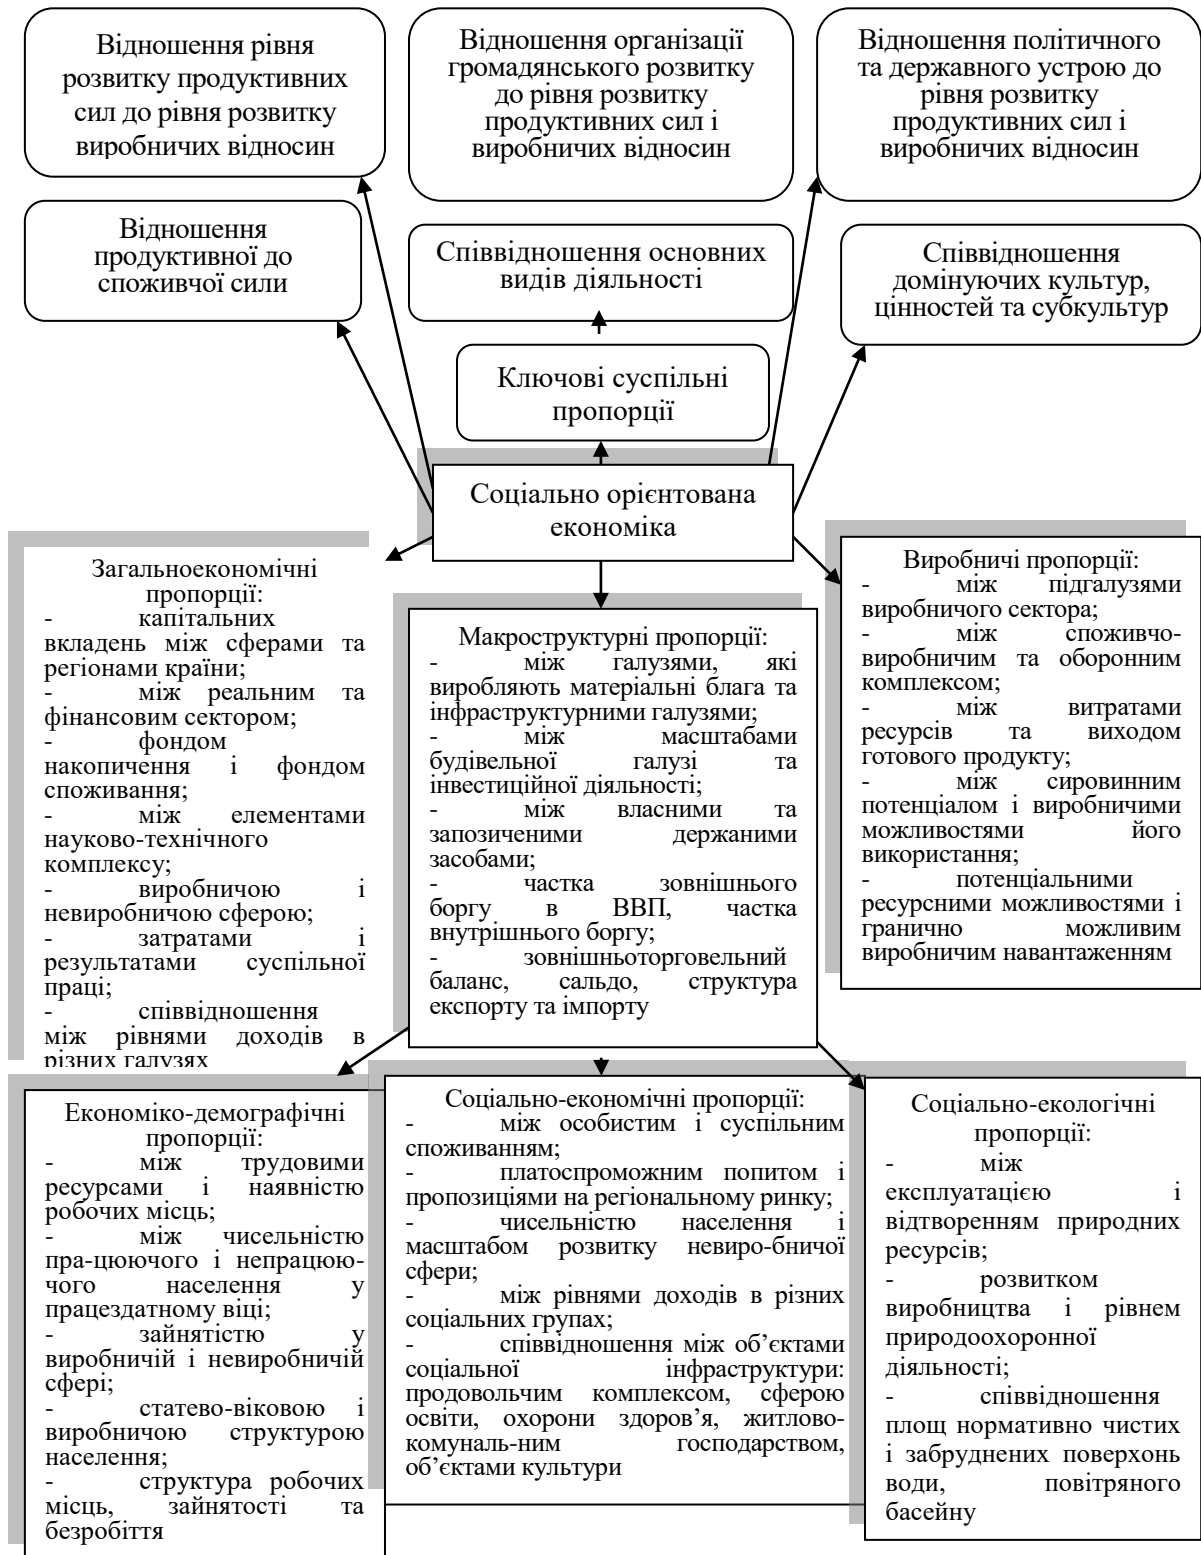 Відношення рівня
розвитку продуктивних
сил до рівня розвитку
виробничих відносин
Відношення організації
громадянського розвитку
до рівня розвитку
продуктивних сил і
виробничих відносин
Відношення політичного
та державного устрою до
рівня розвитку
продуктивних сил і
виробничих відносин
Відношення
продуктивної до
споживчої сили
Співвідношення основних
видів діяльності
Співвідношення
домінуючих культур,
цінностей та субкультур
Ключові суспільні
пропорції
Соціально орієнтована
економіка
Загальноекономічні
пропорції:
- капітальних
вкладень між сферами та
регіонами країни;
- між реальним та
фінансовим сектором;
- фондом
накопичення і фондом
споживання;
- між елементами
науково-технічного
комплексу;
- виробничою і
невиробничою сферою;
- затратами і
результатами суспільної
праці;
- співвідношення
між рівнями доходів в
різних галузях
Макроструктурні пропорції:
- між галузями, які
виробляють матеріальні блага та
інфраструктурними галузями;
- між масштабами
будівельної галузі та
інвестиційної діяльності;
- між власними та
запозиченими держаними
засобами;
- частка зовнішнього
боргу в ВВП, частка
внутрішнього боргу;
- зовнішньоторговельний
баланс, сальдо, структура
експорту та імпорту
Виробничі пропорції:
- між підгалузями
виробничого сектора;
- між споживчо-
виробничим та оборонним
комплексом;
- між витратами
ресурсів та виходом
готового продукту;
- між сировинним
потенціалом і виробничими
можливостями його
використання;
- потенціальними
ресурсними можливостями і
гранично можливим
виробничим навантаженням
Економіко-демографічні
пропорції:
- між трудовими
ресурсами і наявністю
робочих місць;
- між чисельністю
пра-цюючого і непрацюю-
чого населення у
працездатному віці;
- зайнятістю у
виробничій і невиробничій
сфері;
- статево-віковою і
виробничою структурою
населення;
- структура робочих
місць, зайнятості та
безробіття
Соціально-економічні пропорції:
- між особистим і суспільним
споживанням;
- платоспроможним попитом і
пропозиціями на регіональному ринку;
- чисельністю населення і
масштабом розвитку невиро-бничої
сфери;
- між рівнями доходів в різних
соціальних групах;
- співвідношення між об’єктами
соціальної інфраструктури:
продовольчим комплексом, сферою
освіти, охорони здоров’я, житлово-
комуналь-ним господарством,
об’єктами культури
Соціально-екологічні
пропорції:
- між
експлуатацією і
відтворенням природних
ресурсів;
- розвитком
виробництва і рівнем
природоохоронної
діяльності;
- співвідношення
площ нормативно чистих
і забруднених поверхонь
води, повітряного
басейну